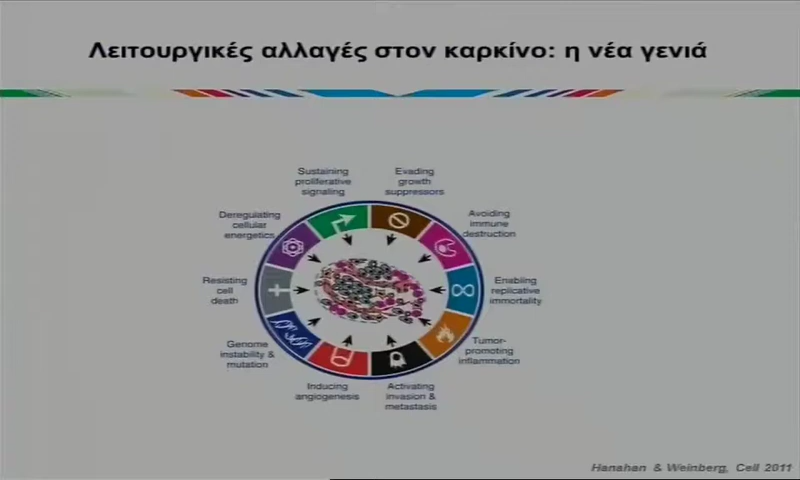 Λειτουργικές αλλαγές στον καρκίνο: η νέα γενιά
Sustaining
proliferative
signaling
Evading
growth
suppressors
Deregulating
cellular
energetics
Avoiding
immune
destruction
Resisting
cell
death
Enabling
replicative
immortality
Genome
instability &
mutation
Tumor-
promoting
inflammation
Inducing
angiogenesis
Activating
invasion &
metastasis
Hanahan & Weinberg, Cell 2011